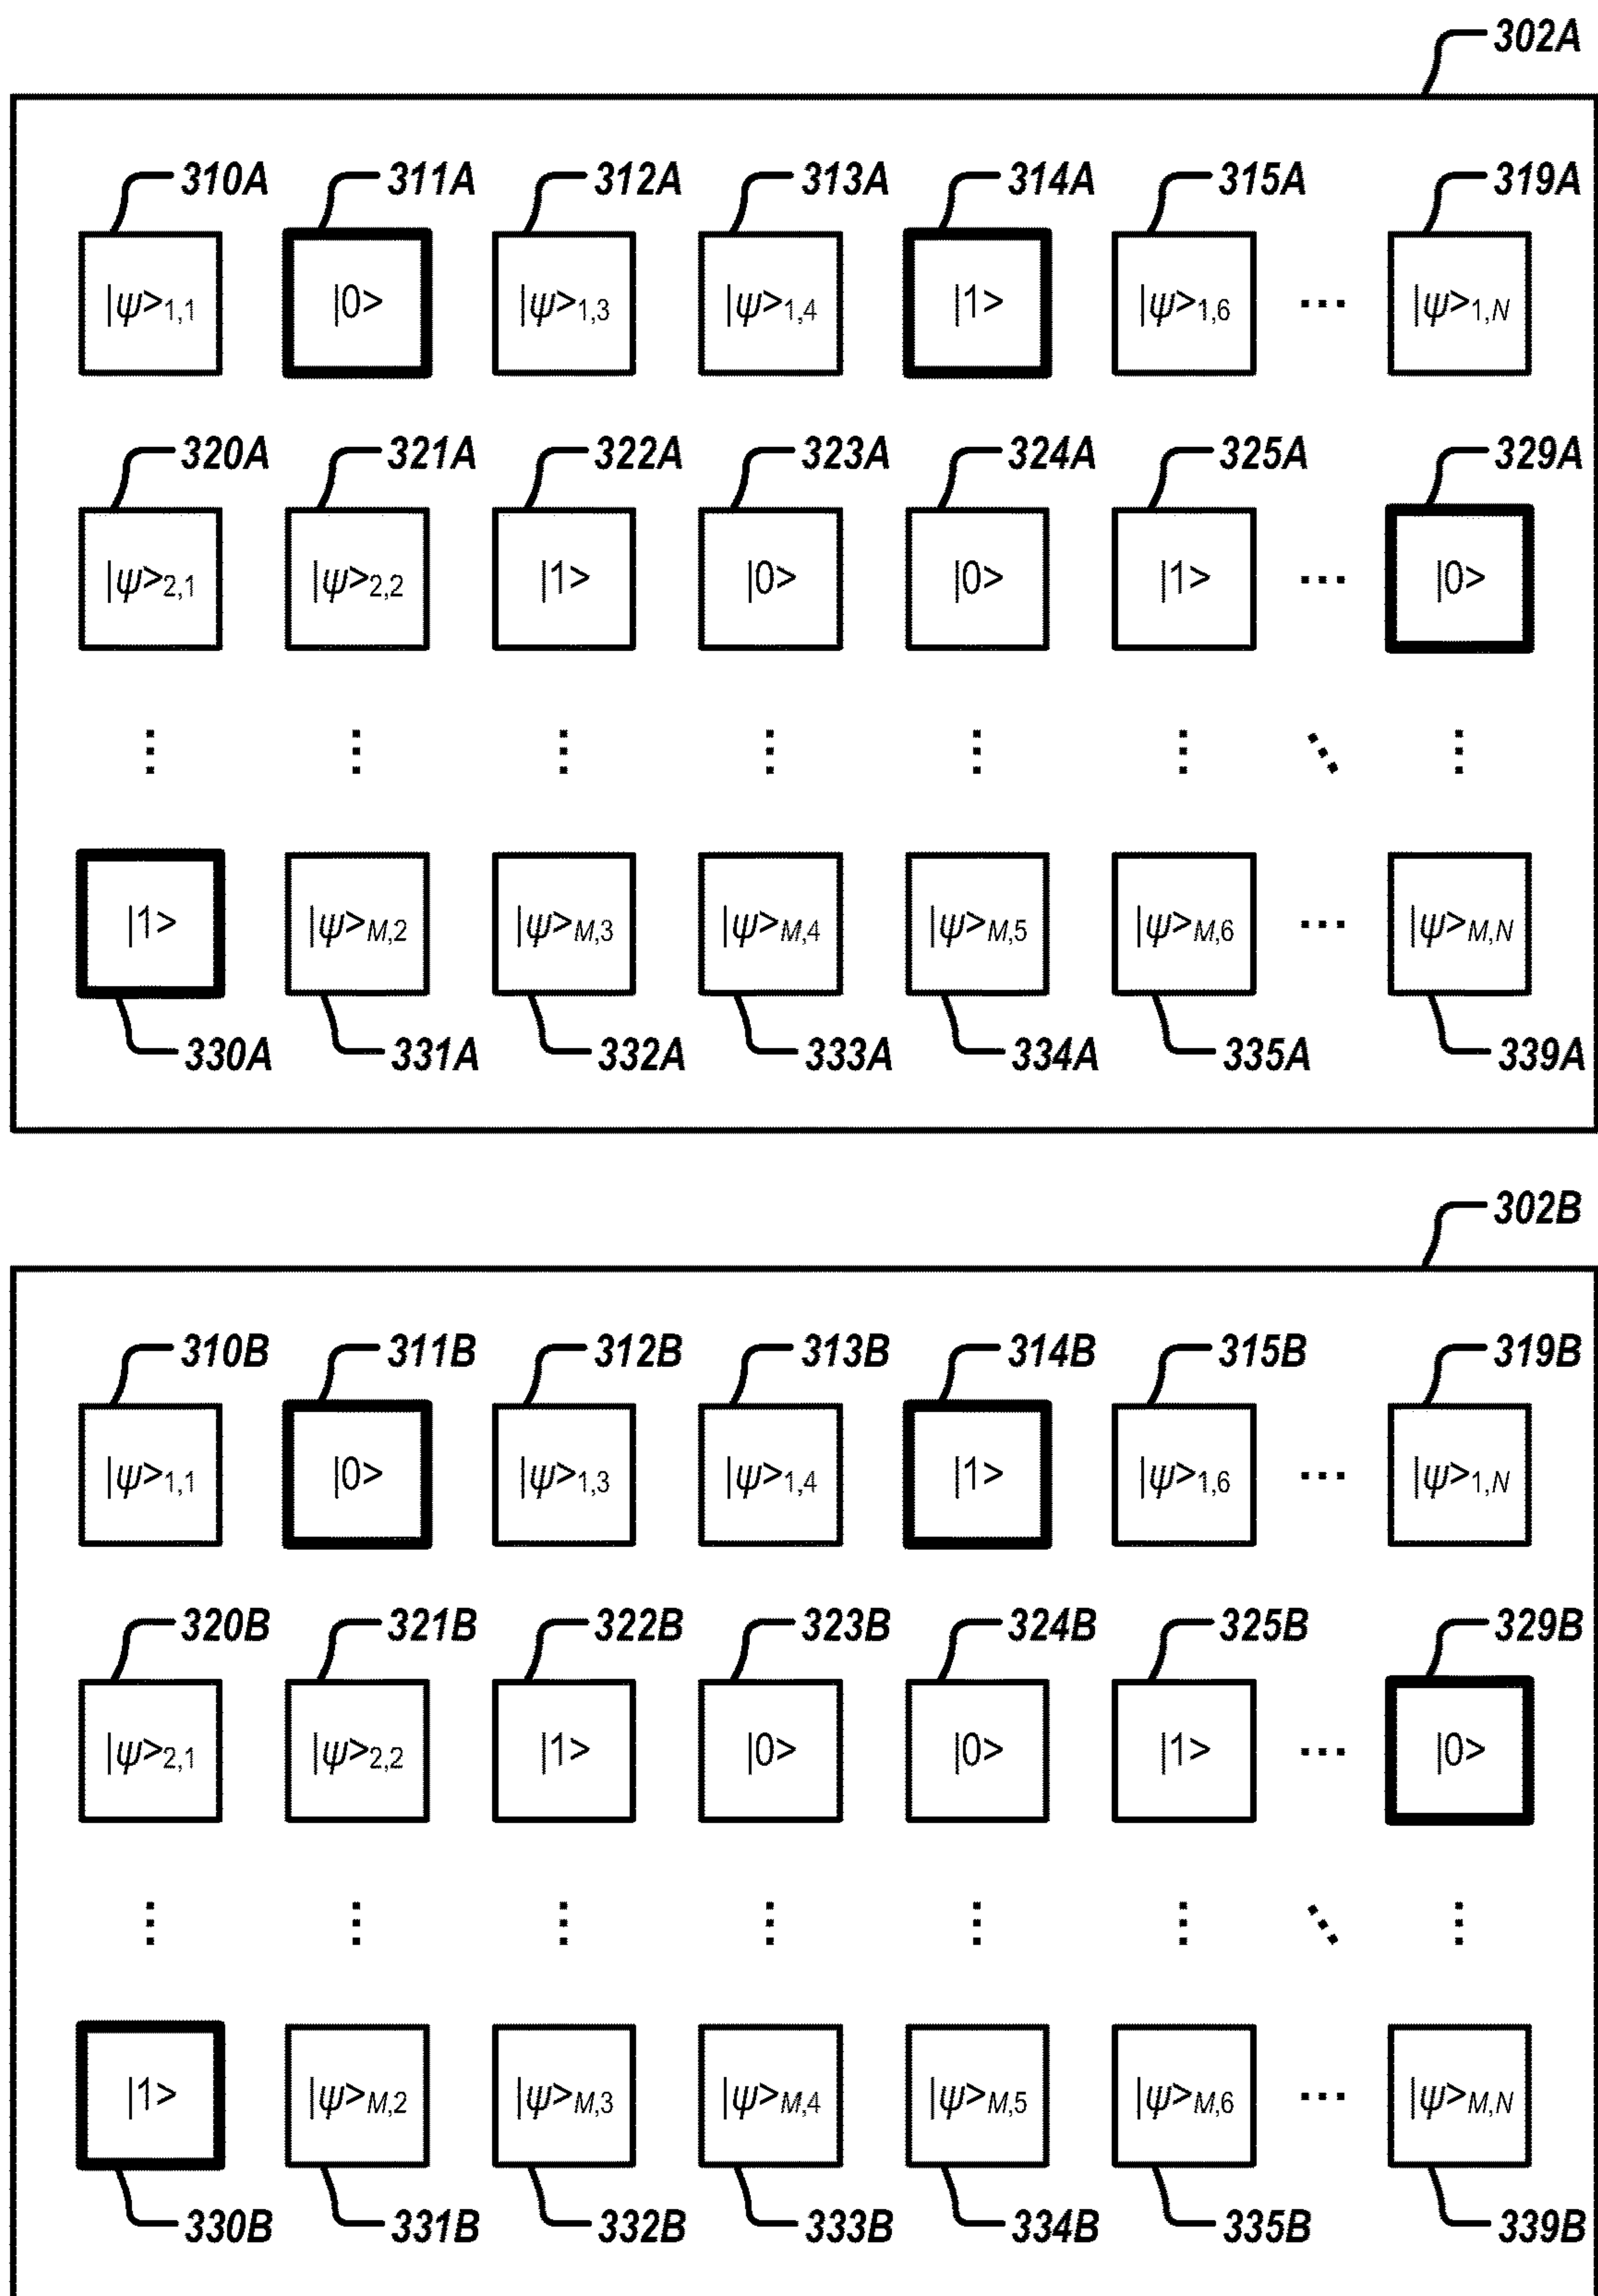 302A
310A 311A 312A 313A 314A 315A 319A
|ψ>1,1 |0> |ψ>1,3 |ψ>1,4 |1> |ψ>1,6 ... |ψ>1,N
320A 321A 322A 323A 324A 325A 329A
|ψ>2,1 |ψ>2,2 |1> |0> |0> |1> ... |0>
|1> |ψ>M,2 |ψ>M,3 |ψ>M,4 |ψ>M,5 |ψ>M,6 ... |ψ>M,N
330A 331A 332A 333A 334A 335A 339A
302B
310B 311B 312B 313B 314B 315B 319B
|ψ>1,1 |0> |ψ>1,3 |ψ>1,4 |1> |ψ>1,6 ... |ψ>1,N
320B 321B 322B 323B 324B 325B 329B
|ψ>2,1 |ψ>2,2 |1> |0> |0> |1> ... |0>
|1> |ψ>M,2 |ψ>M,3 |ψ>M,4 |ψ>M,5 |ψ>M,6 ... |ψ>M,N
330B 331B 332B 333B 334B 335B 339B